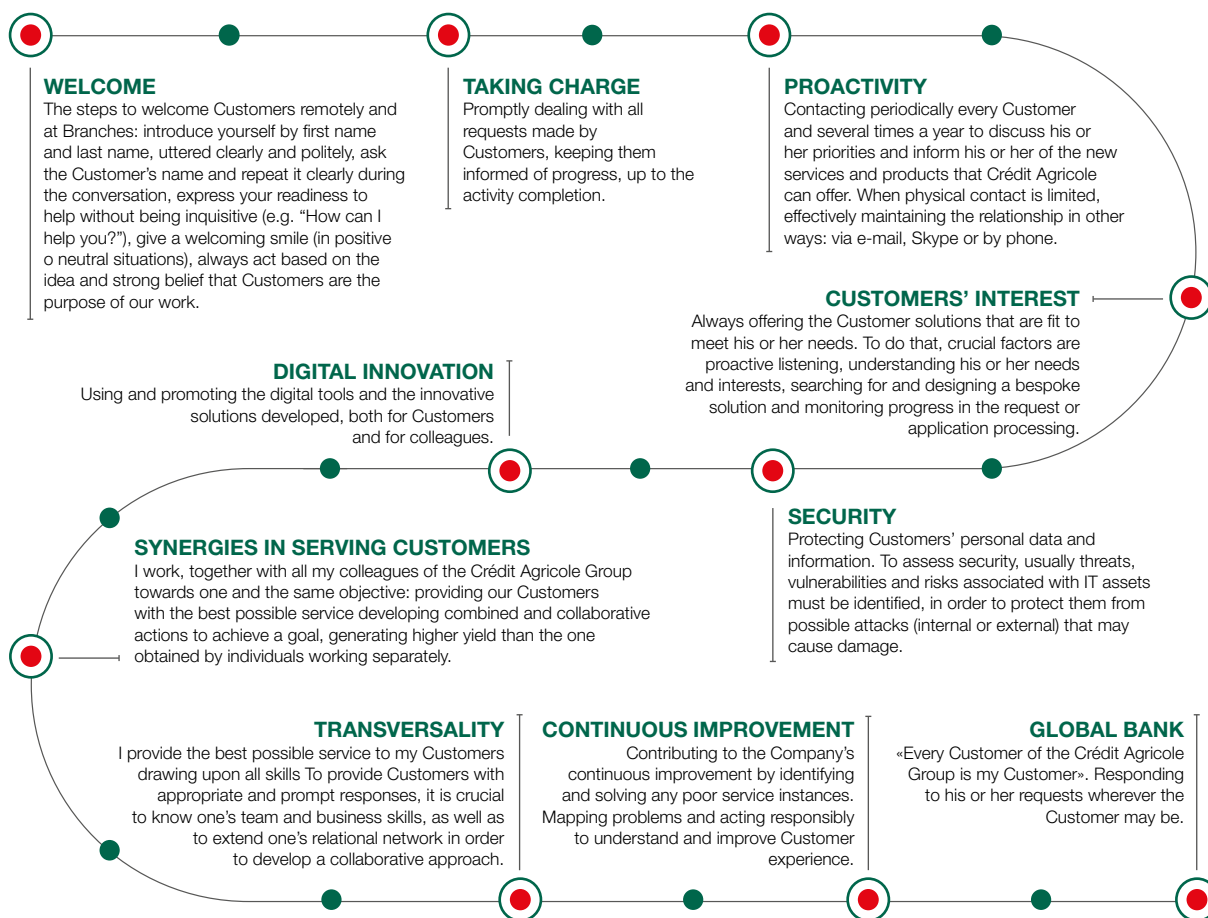 WELCOME
The steps to welcome Customers remotely and
at Branches: introduce yourself by first name
and last name, uttered clearly and politely, ask
the Customer’s name and repeat it clearly during
the conversation, express your readiness to
help without being inquisitive (e.g. “How can I
help you?”), give a welcoming smile (in positive
o neutral situations), always act based on the
idea and strong belief that Customers are the
purpose of our work.
TAKING CHARGE
Promptly dealing with all
requests made by
Customers, keeping them
informed of progress, up to the
activity completion.
PROACTIVITY
Contacting periodically every Customer
and several times a year to discuss his or
her priorities and inform his or her of the new
services and products that Crédit Agricole
can offer. When physical contact is limited,
effectively maintaining the relationship in other
ways: via e-mail, Skype or by phone.
CUSTOMERS’ INTEREST
Always offering the Customer solutions that are fit to
meet his or her needs. To do that, crucial factors are
proactive listening, understanding his or her needs
and interests, searching for and designing a bespoke
solution and monitoring progress in the request or
application processing.
SECURITY
Protecting Customers’ personal data and
information. To assess security, usually threats,
vulnerabilities and risks associated with IT assets
must be identified, in order to protect them from
possible attacks (internal or external) that may
cause damage.
DIGITAL INNOVATION
Using and promoting the digital tools and the innovative
solutions developed, both for Customers
and for colleagues.
SYNERGIES IN SERVING CUSTOMERS
I work, together with all my colleagues of the Crédit Agricole Group
towards one and the same objective: providing our Customers
with the best possible service developing combined and collaborative
actions to achieve a goal, generating higher yield than the one
obtained by individuals working separately.
TRANSVERSALITY
I provide the best possible service to my Customers
drawing upon all skills To provide Customers with
appropriate and prompt responses, it is crucial
to know one’s team and business skills, as well as
to extend one’s relational network in order
to develop a collaborative approach.
CONTINUOUS IMPROVEMENT
Contributing to the Company’s
continuous improvement by identifying
and solving any poor service instances.
Mapping problems and acting responsibly
to understand and improve Customer
experience.
GLOBAL BANK
«Every Customer of the Crédit Agricole
Group is my Customer». Responding
to his or her requests wherever the
Customer may be.